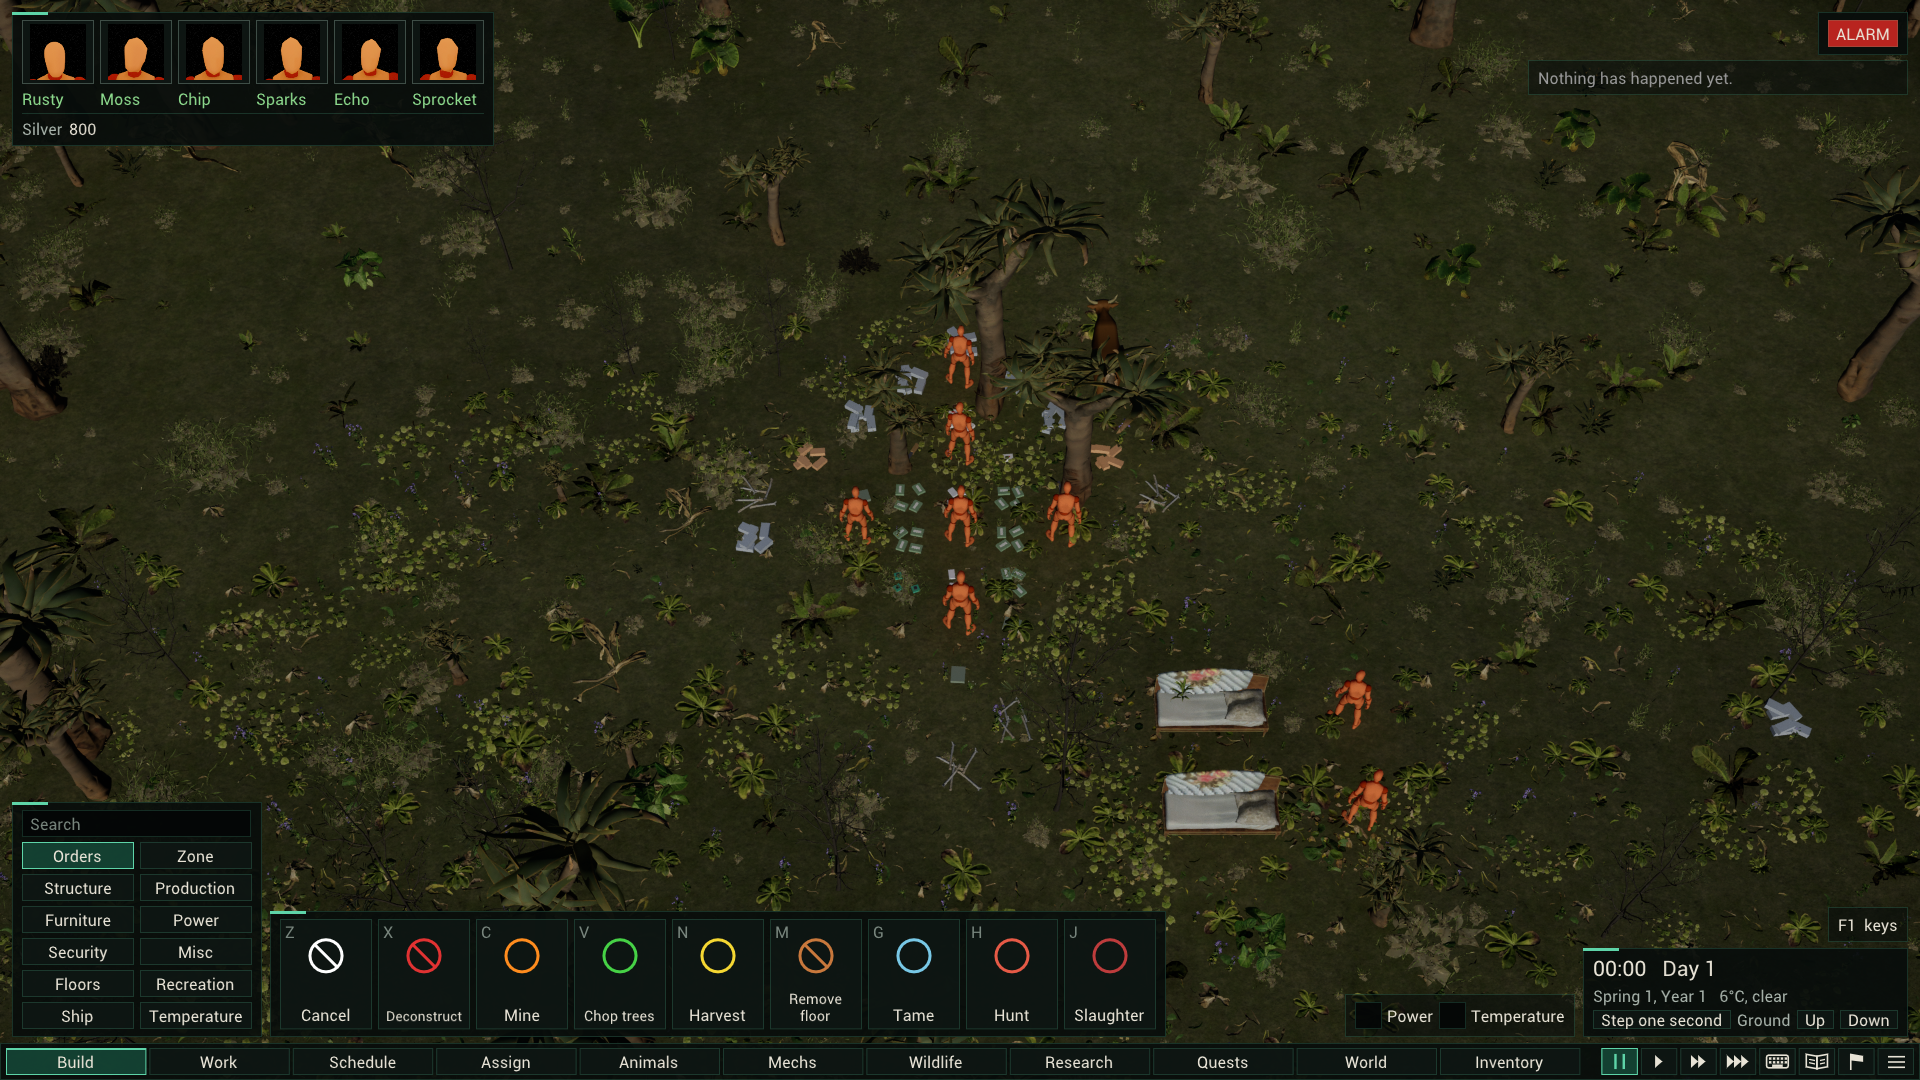 Rusty Moss Chip Sparks Echo Sprocket
Silver 800
ALARM
Nothing has happened yet.
Search
Orders Zone
Structure Production
Furniture Power
Security Misc
Floors Recreation
Ship Temperature
Z X C V N M G H J
Cancel Deconstruct Mine Chop trees Harvest Remove floor Tame Hunt Slaughter
Power Temperature
F1 keys
00:00 Day 1
Spring 1, Year 1 6°C, clear
Step one second Ground Up Down
Build Work Schedule Assign Animals Mechs Wildlife Research Quests World Inventory